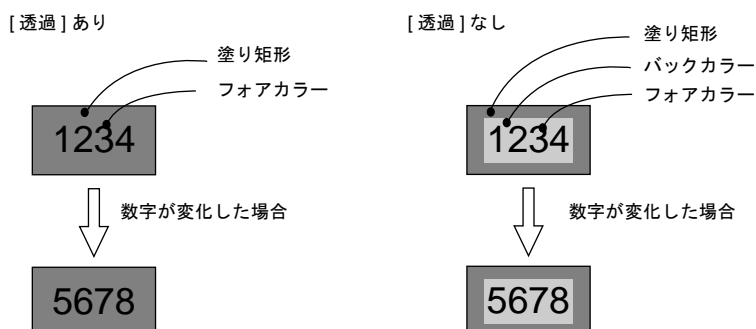 [ 透過 ] あり
塗り矩形
フォアカラー
1234
数字が変化した場合
5678
[ 透過 ] なし
塗り矩形
バックカラー
フォアカラー
1234
数字が変化した場合
5678